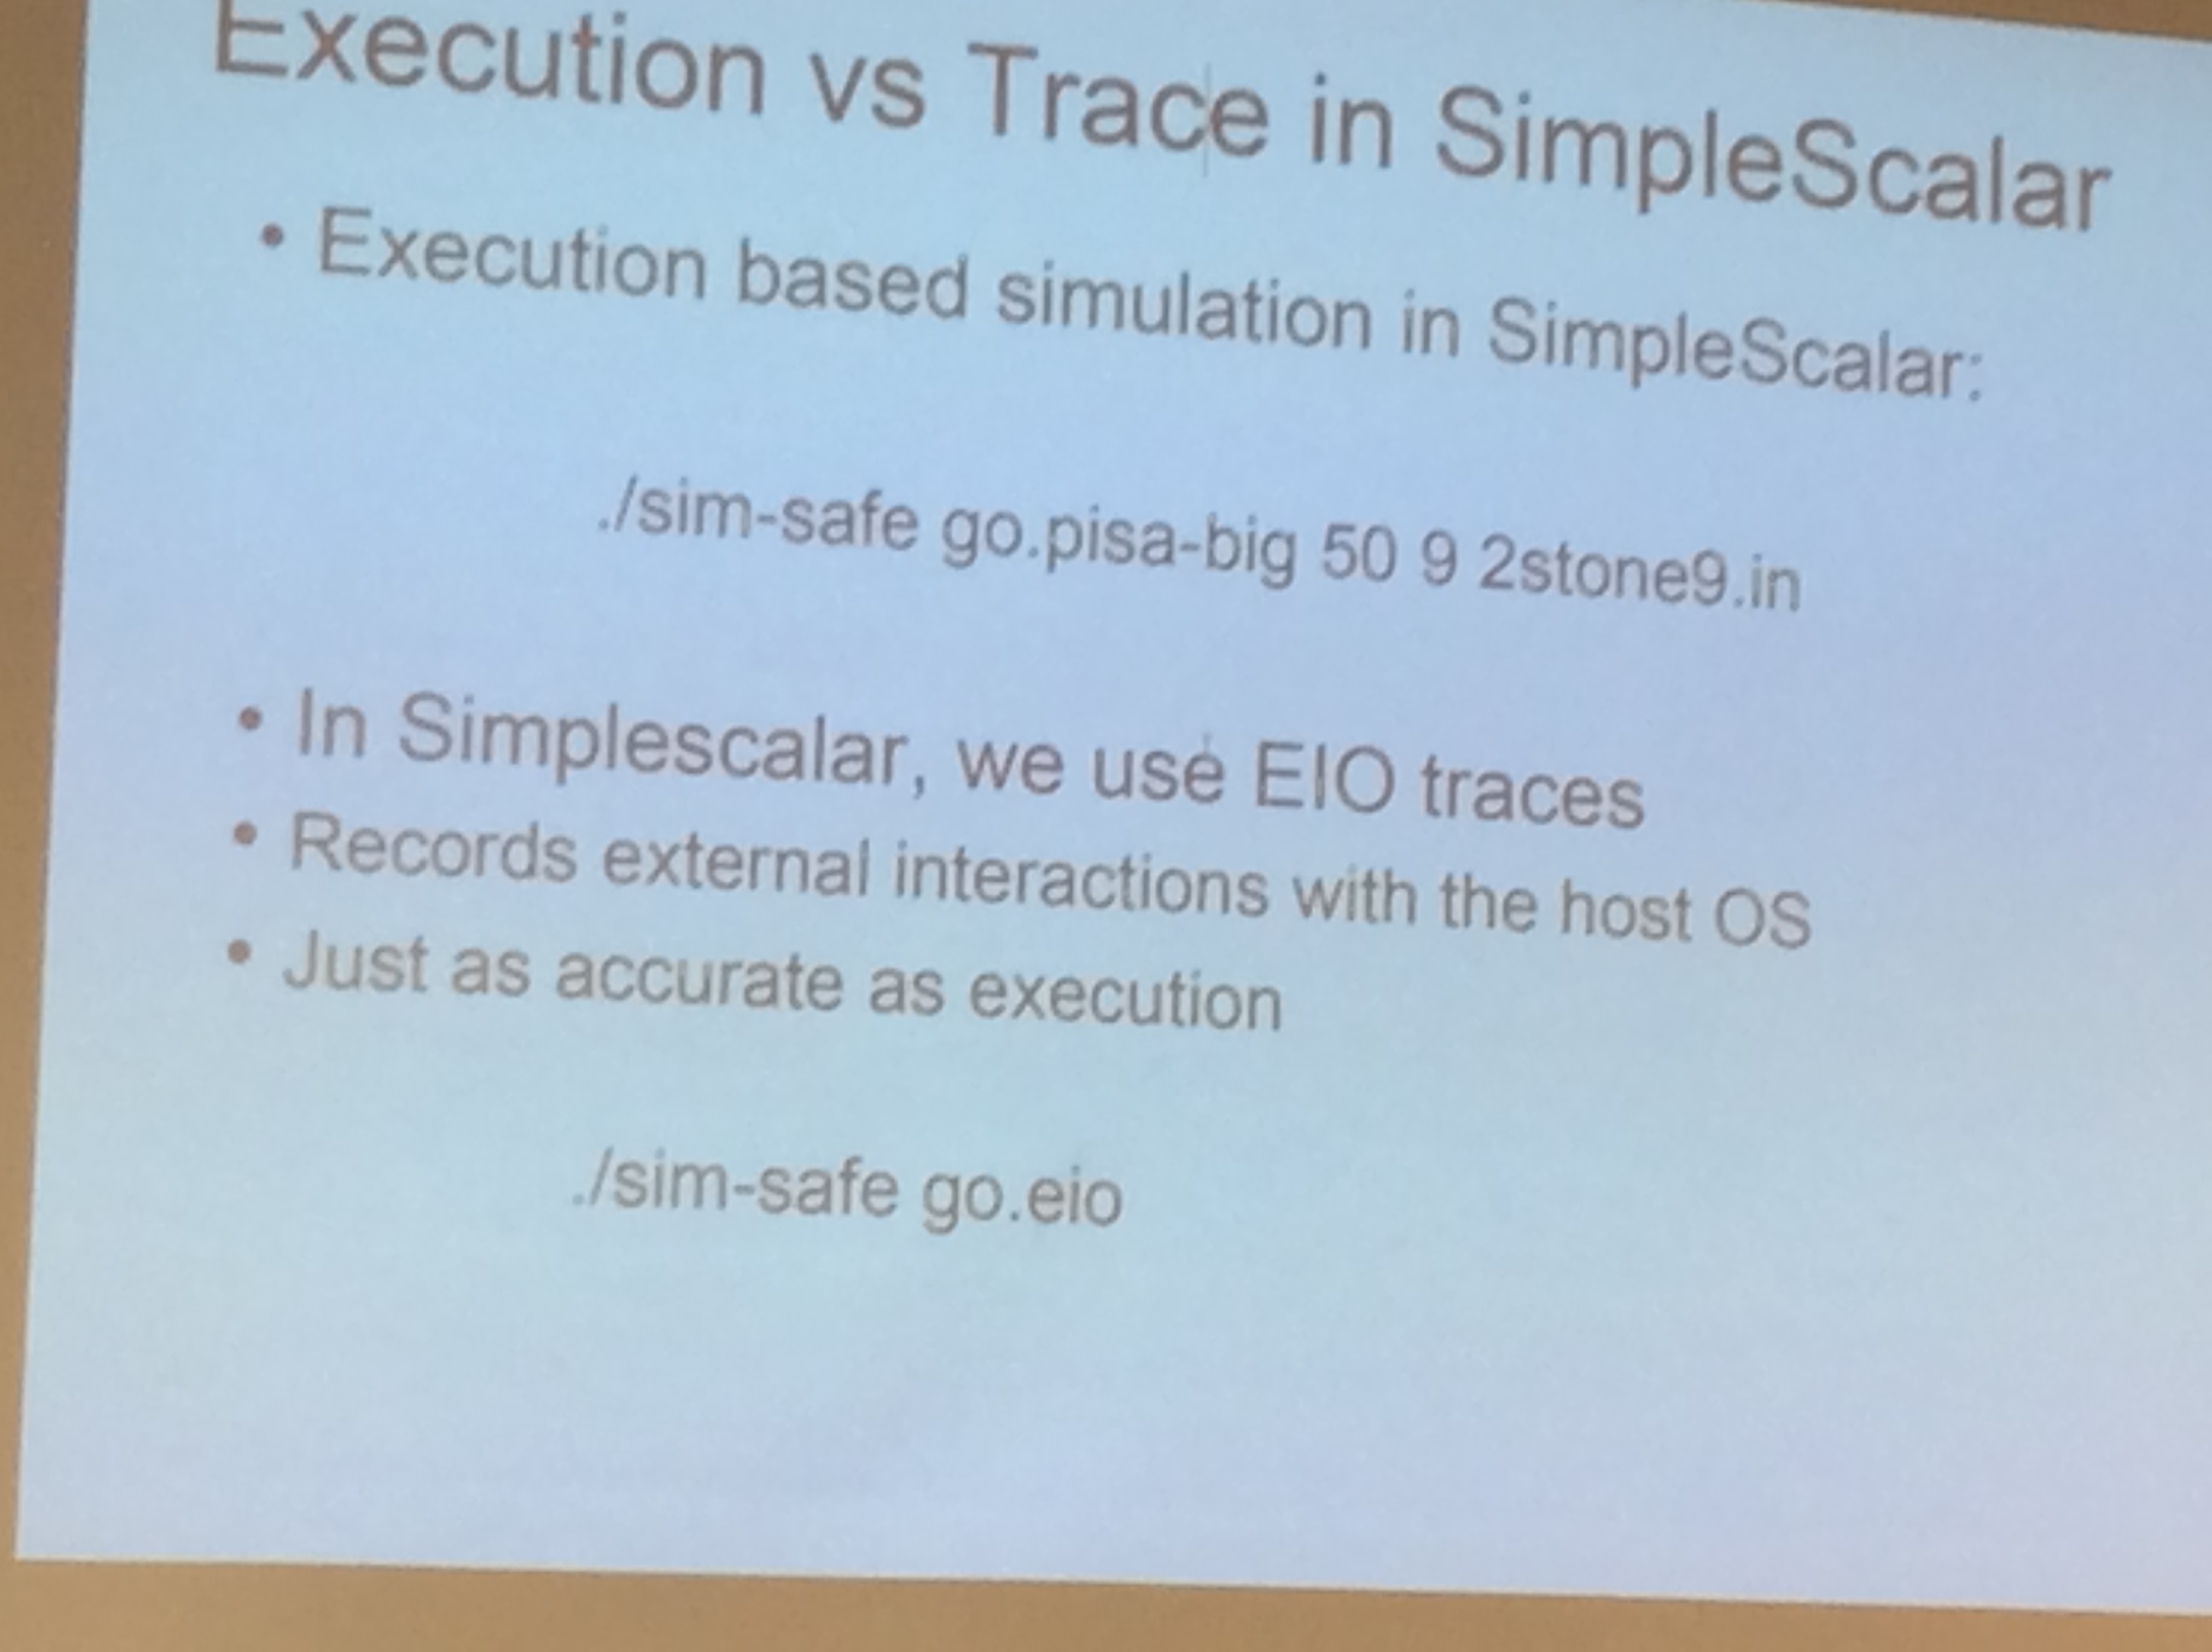 Execution vs Trace in SimpleScalar
• Execution based simulation in SimpleScalar:
./sim-safe go.pisa-big 50 9 2stone9.in
• In Simplescalar, we use EIO traces
• Records external interactions with the host OS
• Just as accurate as execution
./sim-safe go.eio